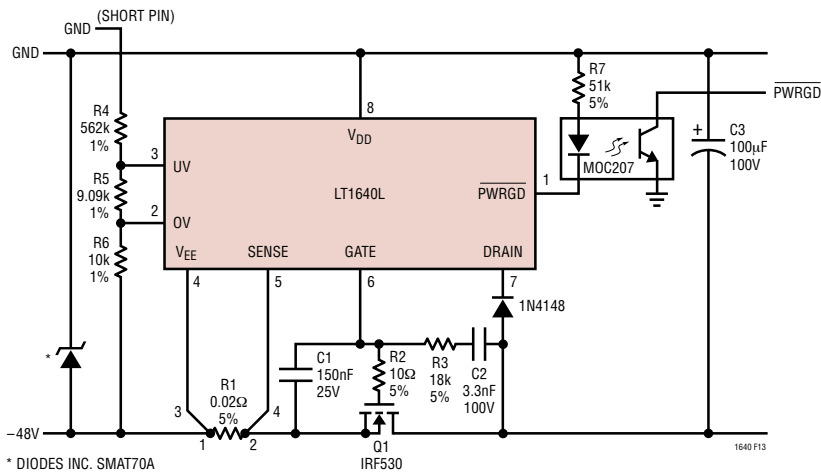 (SHORT PIN)
GND
GND
R4
562k
1%
R5
9.09k
1%
R6
10k
1%
3
UV
2
OV
8
VDD
LT1640L
PWRGD
1
VEE
SENSE
GATE
DRAIN
4
5
6
7
R7
51k
5%
MOC207
PWRGD
+
C3
100μF
100V
1N4148
*
R1
0.02Ω
5%
3
4
1
2
C1
150nF
25V
R2
10Ω
5%
R3
18k
5%
C2
3.3nF
100V
–48V
Q1
IRF530
1640 F13
* DIODES INC. SMAT70A